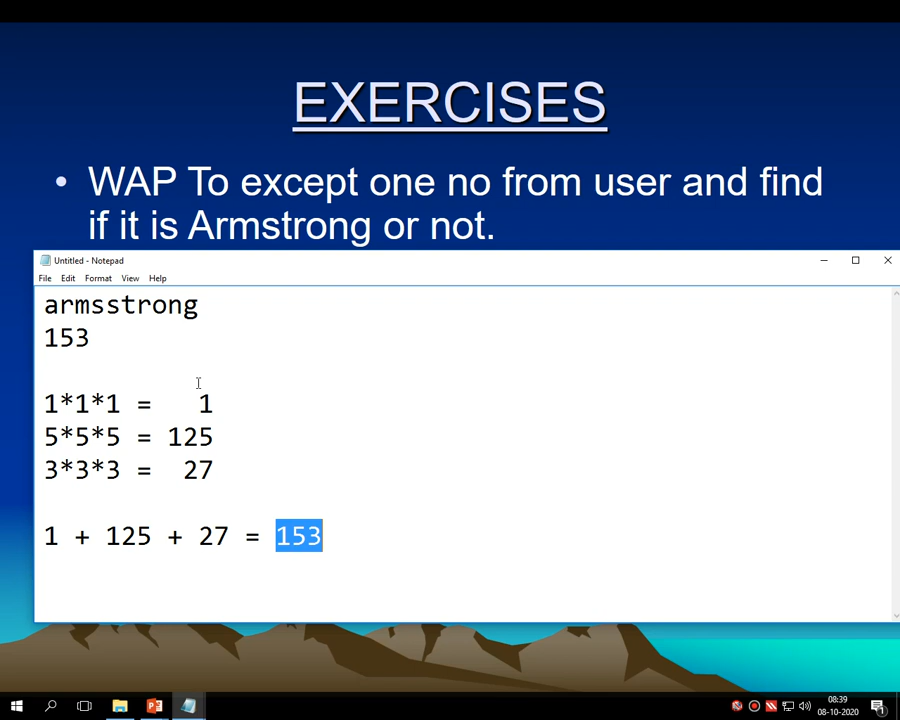 EXERCISES
• WAP To except one no from user and find
if it is Armstrong or not.
Untitled - Notepad
File Edit Format View Help
armsstrong
153
1*1*1 = 1
5*5*5 = 125
3*3*3 = 27
1 + 125 + 27 = 153
08:39
08-10-2020
1